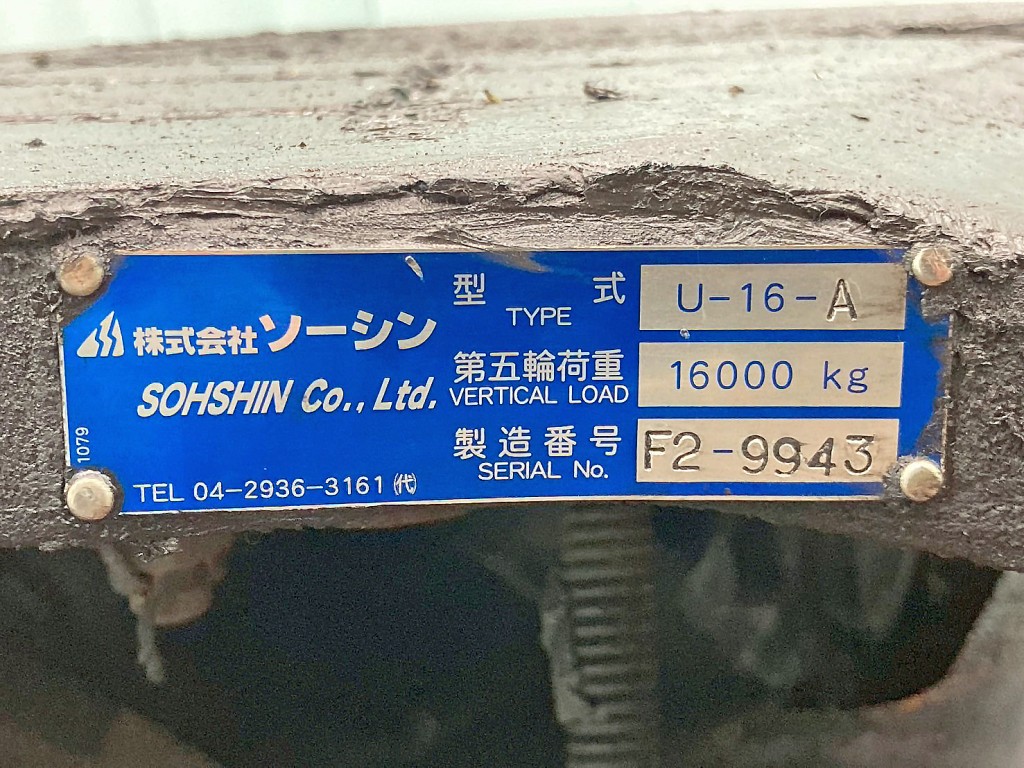 株式会社ソーシン
SOHSHIN Co., Ltd.
1079
TEL 04-2936-3161 ㈹
型式 U-16-A
TYPE
第五輪荷重 16000 kg
VERTICAL LOAD
製造番号 F2-9943
SERIAL No.